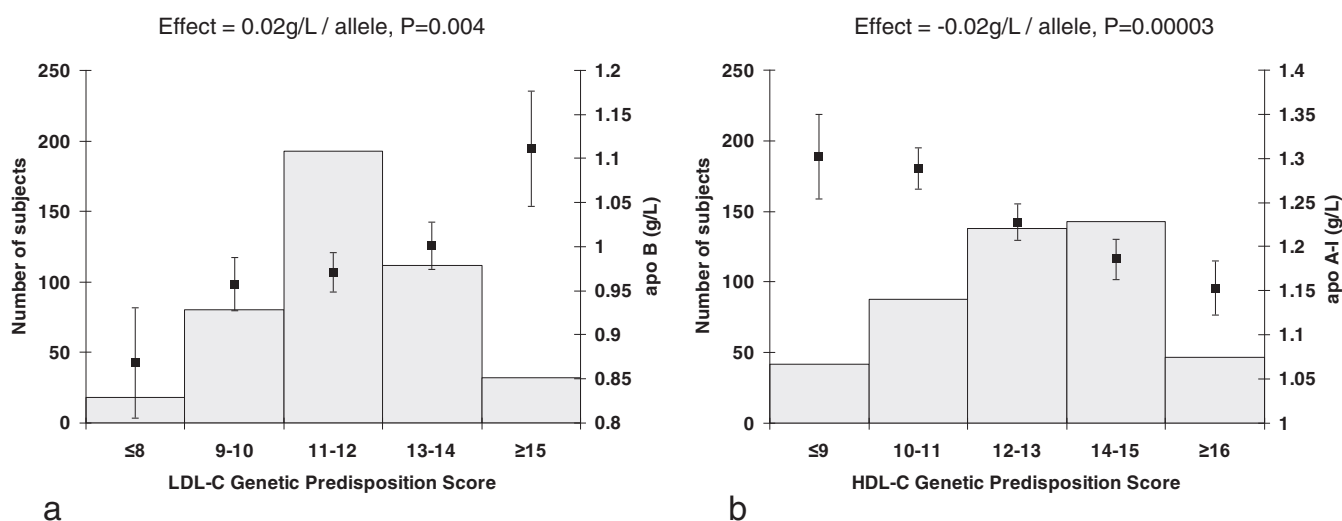 Effect = 0.02g/L / allele, P=0.004
250
200
150
100
50
0
Number of subjects
1.2
1.15
1.1
1.05
1
0.95
0.9
0.85
0.8
apo B (g/L)
≤8 9-10 11-12 13-14 ≥15
LDL-C Genetic Predisposition Score
a
Effect = -0.02g/L / allele, P=0.00003
250
200
150
100
50
0
Number of subjects
1.4
1.35
1.3
1.25
1.2
1.15
1.1
1.05
1
apo A-I (g/L)
≤9 10-11 12-13 14-15 ≥16
HDL-C Genetic Predisposition Score
b